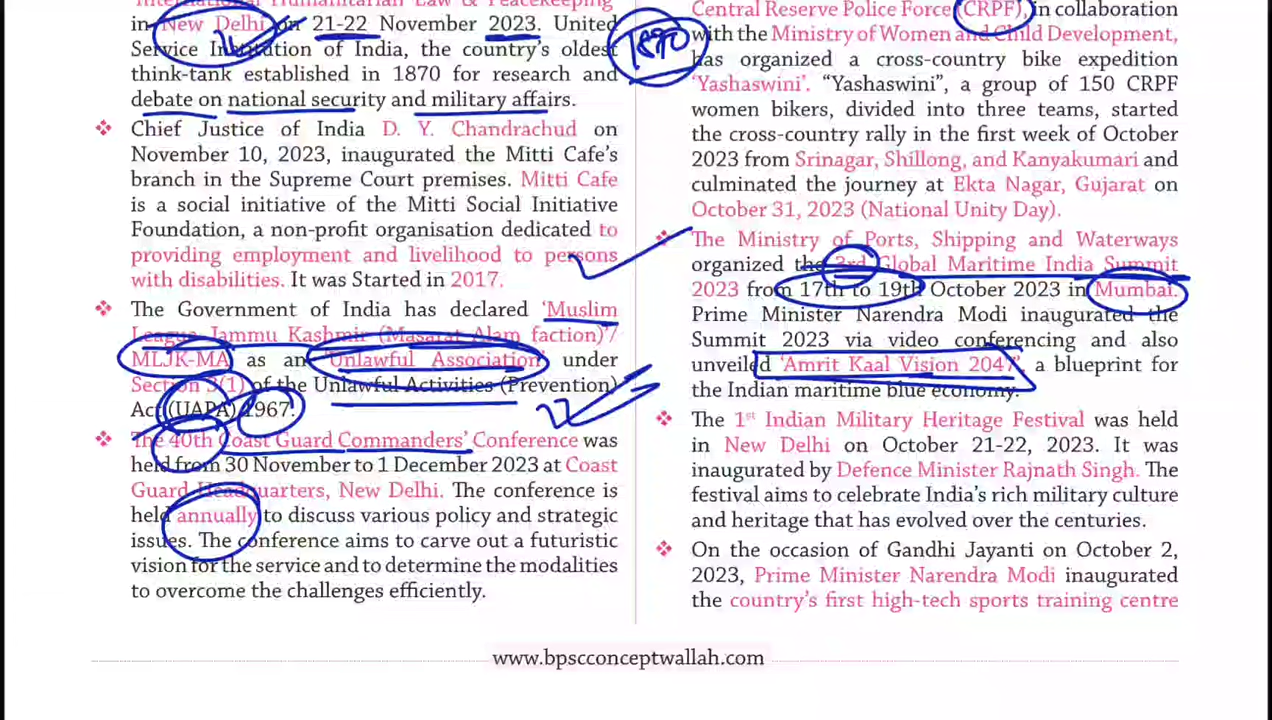 International Humanitarian Law & Peacekeeping
in New Delhi in 21-22 November 2023. United
Service Institution of India, the country's oldest
think-tank established in 1870 for research and
debate on national security and military affairs.
❖ Chief Justice of India D. Y. Chandrachud on
November 10, 2023, inaugurated the Mitti Cafe's
branch in the Supreme Court premises. Mitti Cafe
is a social initiative of the Mitti Social Initiative
Foundation, a non-profit organisation dedicated to
providing employment and livelihood to persons
with disabilities. It was Started in 2017.
❖ The Government of India has declared 'Muslim
League Jammu Kashmir (Masarat Alam faction)'/
MLJK-MA as an 'Unlawful Association' under
Section 3(1) of the Unlawful Activities (Prevention)
Act (UAPA) 1967.
❖ The 40th Coast Guard Commanders' Conference was
held from 30 November to 1 December 2023 at Coast
Guard Headquarters, New Delhi. The conference is
held annually to discuss various policy and strategic
issues. The conference aims to carve out a futuristic
vision for the service and to determine the modalities
to overcome the challenges efficiently.
1890
Central Reserve Police Force (CRPF), in collaboration
with the Ministry of Women and Child Development,
has organized a cross-country bike expedition
'Yashaswini'. "Yashaswini", a group of 150 CRPF
women bikers, divided into three teams, started
the cross-country rally in the first week of October
2023 from Srinagar, Shillong, and Kanyakumari and
culminated the journey at Ekta Nagar, Gujarat on
October 31, 2023 (National Unity Day).
❖ The Ministry of Ports, Shipping and Waterways
organized the 3rd Global Maritime India Summit
2023 from 17th to 19th October 2023 in Mumbai.
Prime Minister Narendra Modi inaugurated the
Summit 2023 via video conferencing and also
unveiled 'Amrit Kaal Vision 2047', a blueprint for
the Indian maritime blue economy.
❖ The 1st Indian Military Heritage Festival was held
in New Delhi on October 21-22, 2023. It was
inaugurated by Defence Minister Rajnath Singh. The
festival aims to celebrate India's rich military culture
and heritage that has evolved over the centuries.
❖ On the occasion of Gandhi Jayanti on October 2,
2023, Prime Minister Narendra Modi inaugurated
the country's first high-tech sports training centre
www.bpscconceptwallah.com